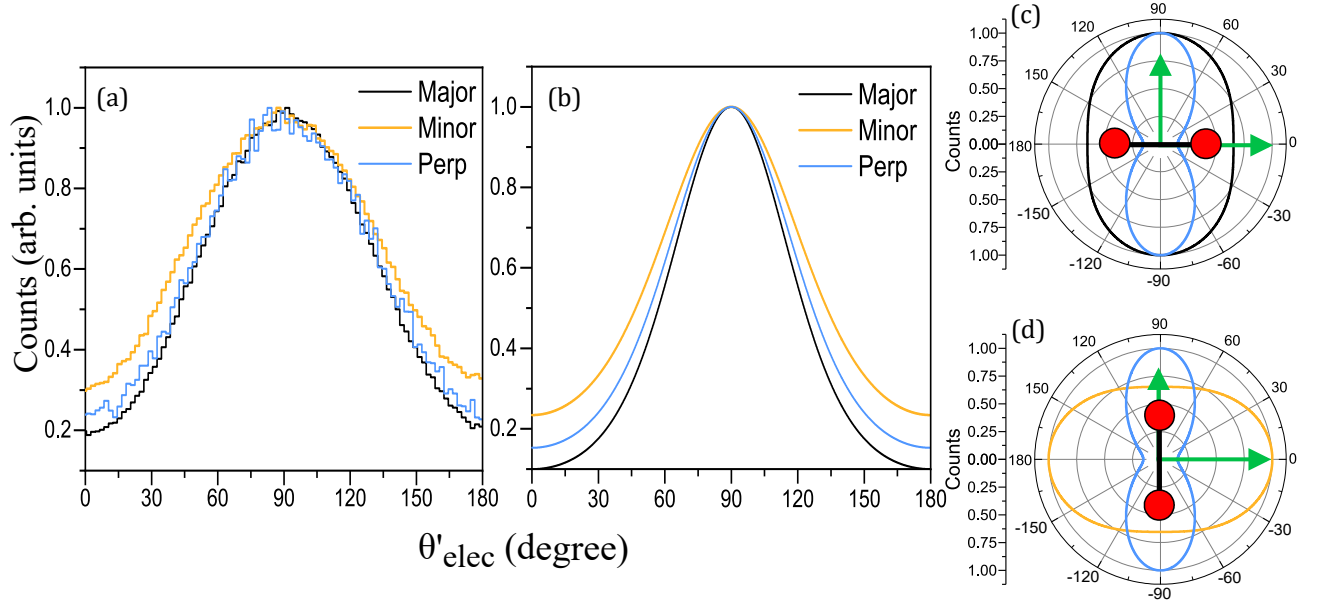 (a)
Major
Minor
Perp
1.0
0.8
0.6
0.4
0.2
0 30 60 90 120 150 180
Counts (arb. units)
(b)
Major
Minor
Perp
1.0
0.8
0.6
0.4
0.2
0 30 60 90 120 150 180
θ'elec (degree)
(c)
1.00
0.75
0.50
0.25
0.00
0.25
0.50
0.75
1.00
Counts
90
120 60
150 30
180 0
-150 -30
-120 -60
-90
(d)
1.00
0.75
0.50
0.25
0.00
0.25
0.50
0.75
1.00
Counts
90
120 60
150 30
180 0
-150 -30
-120 -60
-90